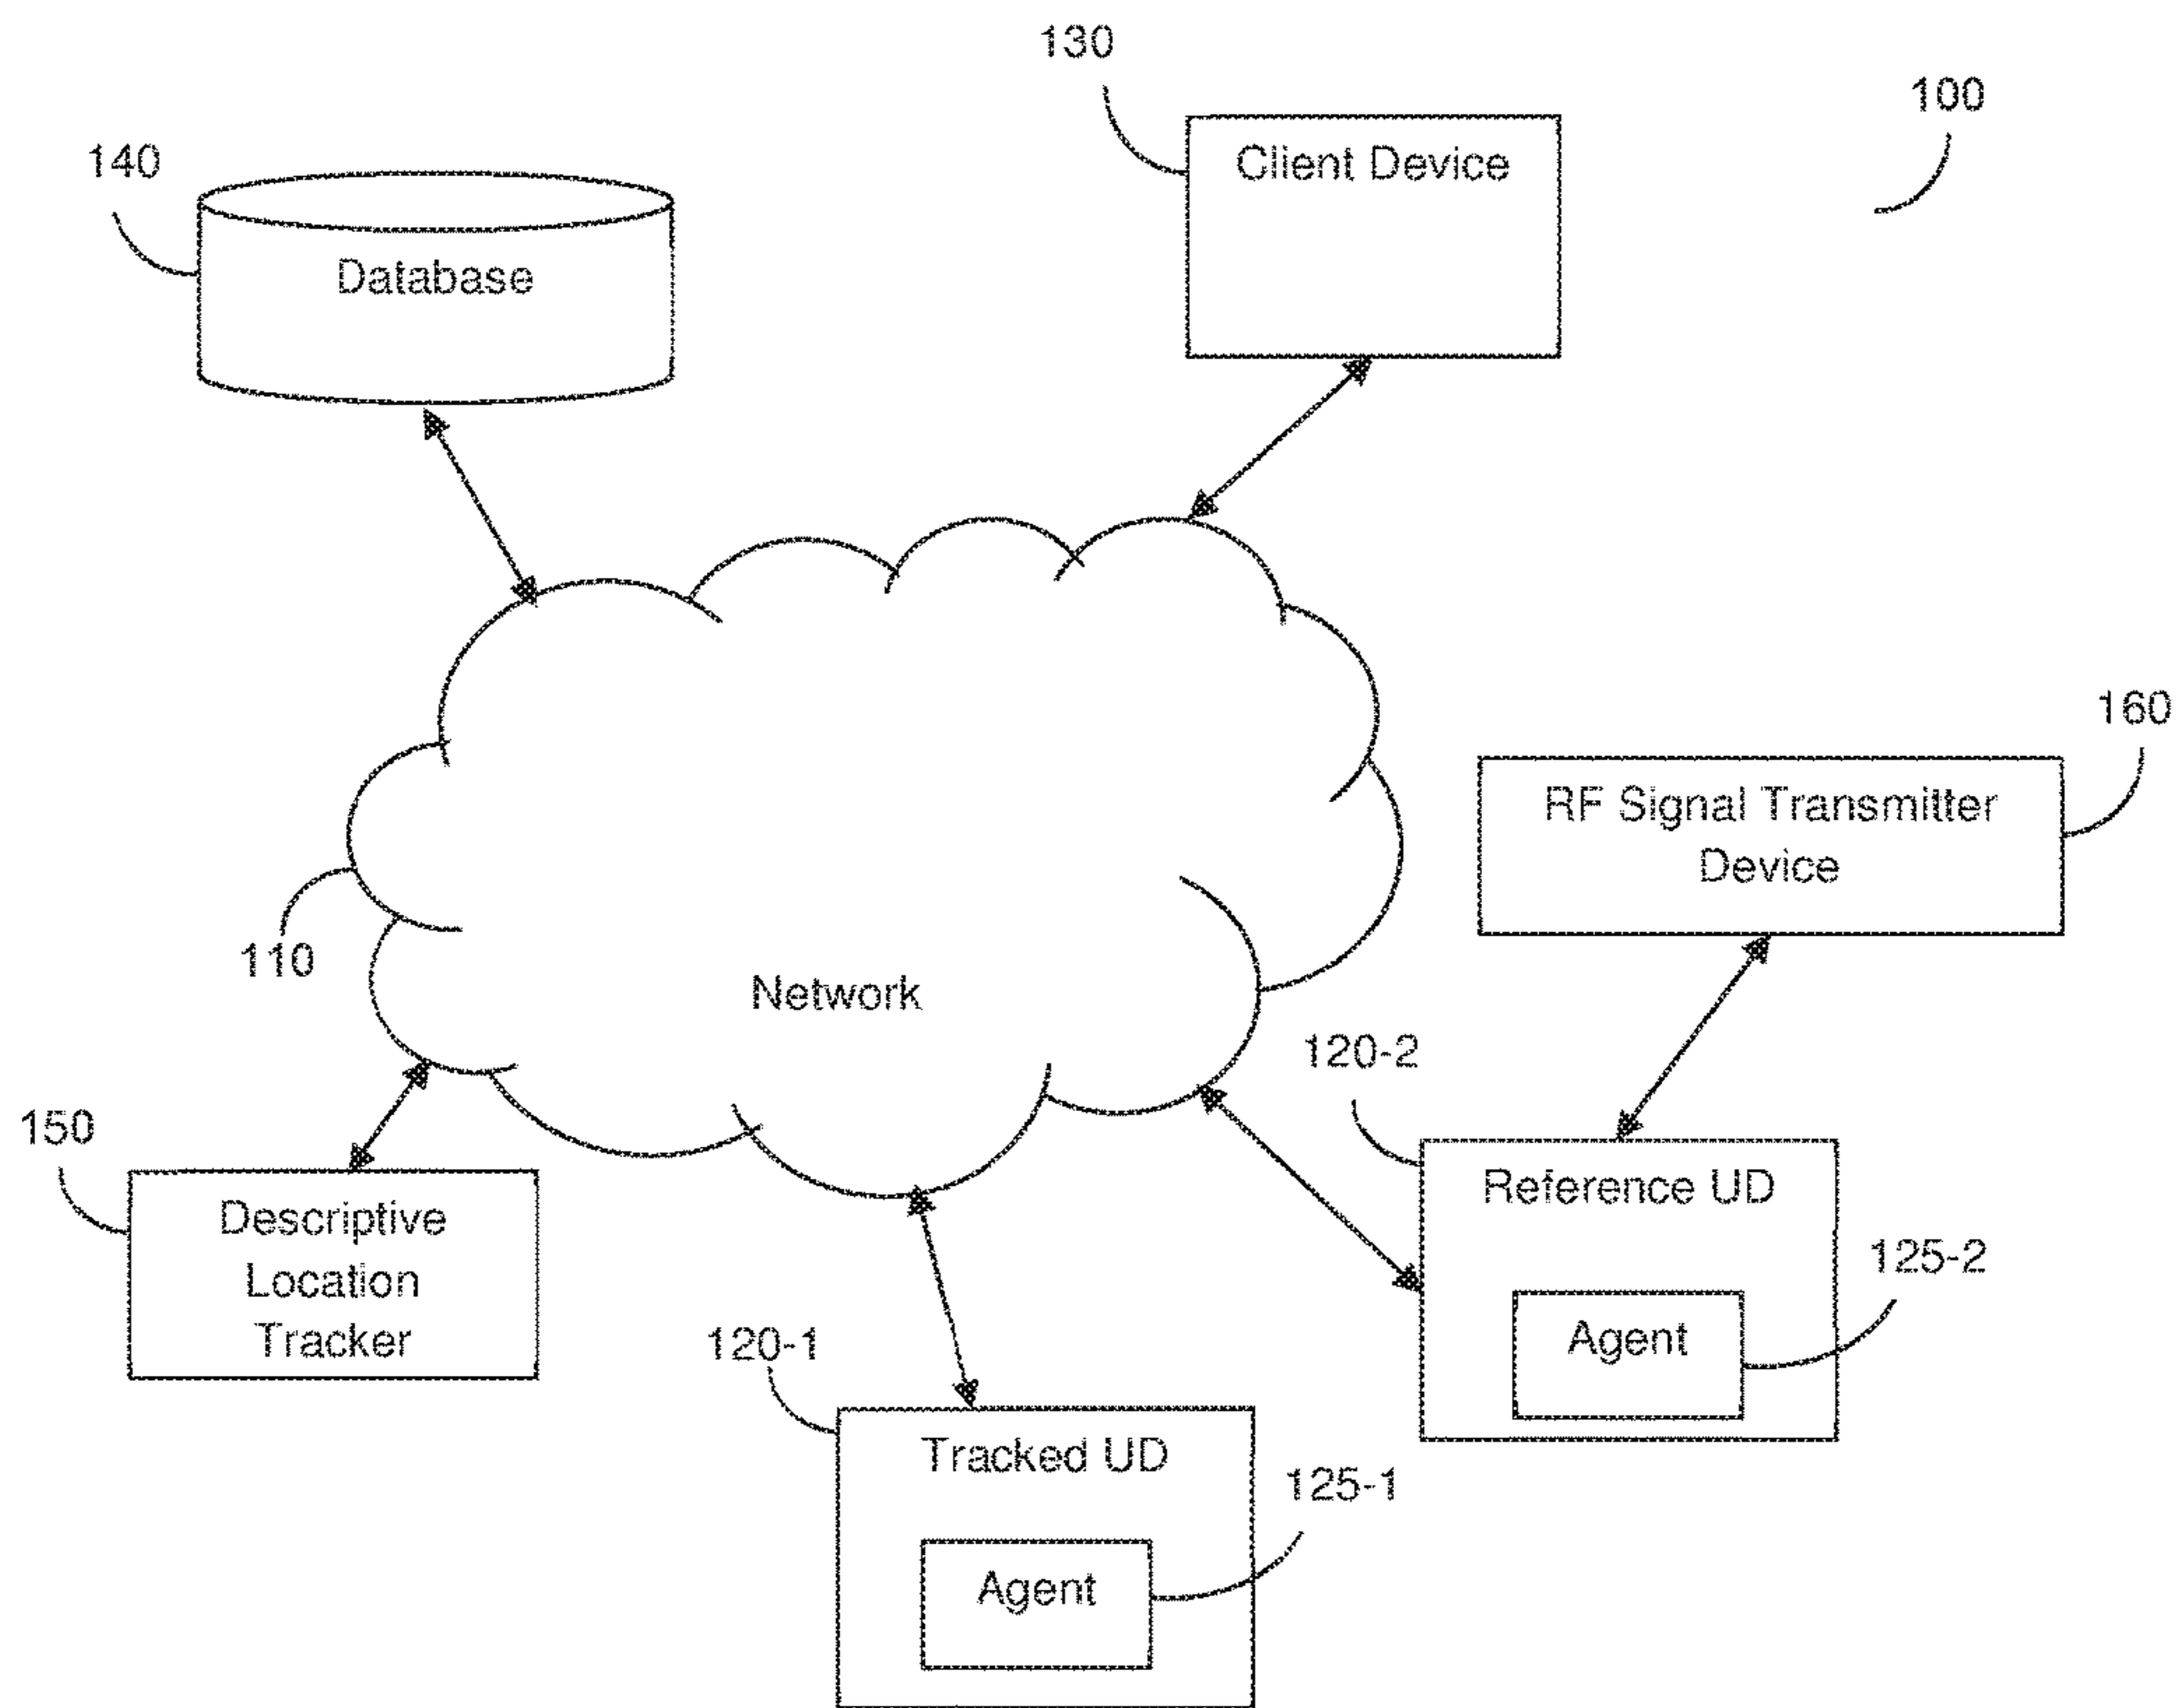 130
100
140
Client Device
Database
160
RF Signal Transmitter
Device
110
Network
120-2
150
Reference UD
Descriptive
Location
Tracker
125-2
120-1
Agent
Tracked UD
125-1
Agent